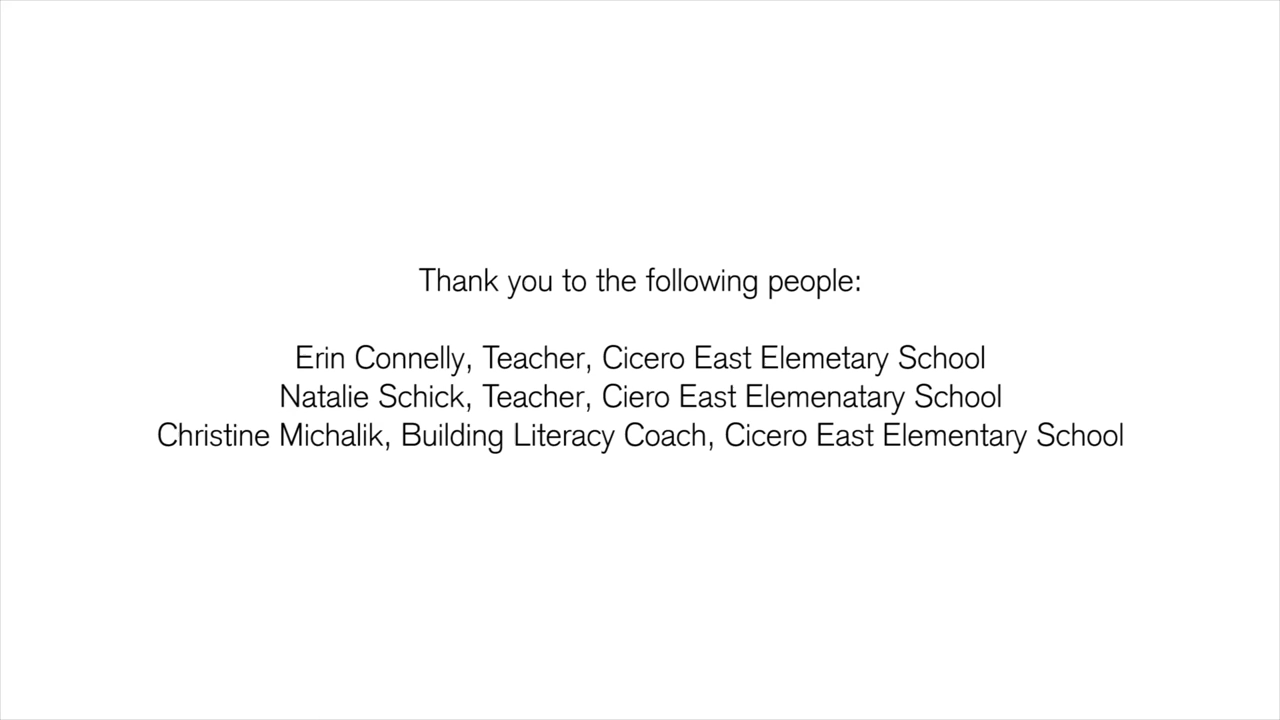 Thank you to the following people:
Erin Connelly, Teacher, Cicero East Elemetary School
Natalie Schick, Teacher, Ciero East Elemenatary School
Christine Michalik, Building Literacy Coach, Cicero East Elementary School